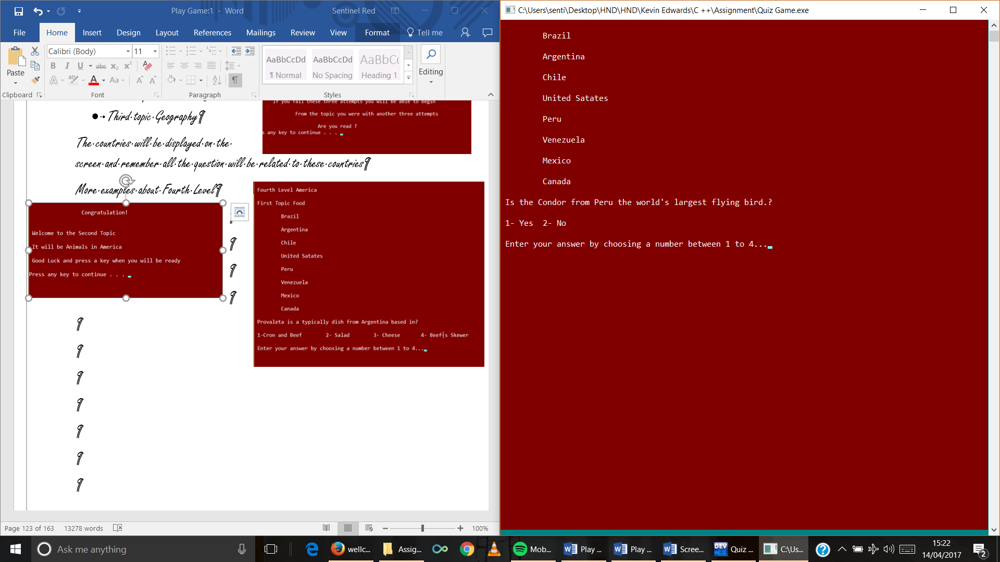 Play Game:1 - Word
Sentinel Red
File Home Insert Design Layout References Mailings Review View Format Tell me
Paste
Calibri (Body) 11
AaBbCcDd AaBbCcDd AaBbCc
¶ Normal No Spacing Heading 1
Editing
Clipboard Font Paragraph Styles
If you fail these three attempts you will be able to begin
From the topic you were with another three attempts
Are you read ?
s any key to continue . . .
Third topic Geography¶
The countries will be displayed on the
screen and remember all the question will be related to these countries¶
More examples about Fourth Level¶
Congratulation!
Welcome to the Second Topic
It will be Animals in America
Good Luck and press a key when you will be ready
Press any key to continue . . .
Fourth Level America
First Topic Food
Brazil
Argentina
Chile
United Satates
Peru
Venezuela
Mexico
Canada
Provaleta is a typically dish from Argentina based in?
1-Cron and Beef 2- Salad 3- Cheese 4- Beef's Skewer
Enter your answer by choosing a number between 1 to 4...
Page 123 of 163 13278 words 100%
C:\Users\senti\Desktop\HND\HND\Kevin Edwards\C ++\Assignment\Quiz Game.exe
Brazil
Argentina
Chile
United Satates
Peru
Venezuela
Mexico
Canada
Is the Condor from Peru the world's largest flying bird.?
1- Yes 2- No
Enter your answer by choosing a number between 1 to 4...
Ask me anything
wellc... Assig... Mob... Play ... Play ... Scree... Quiz ... C:\Us...
15:22
14/04/2017
2